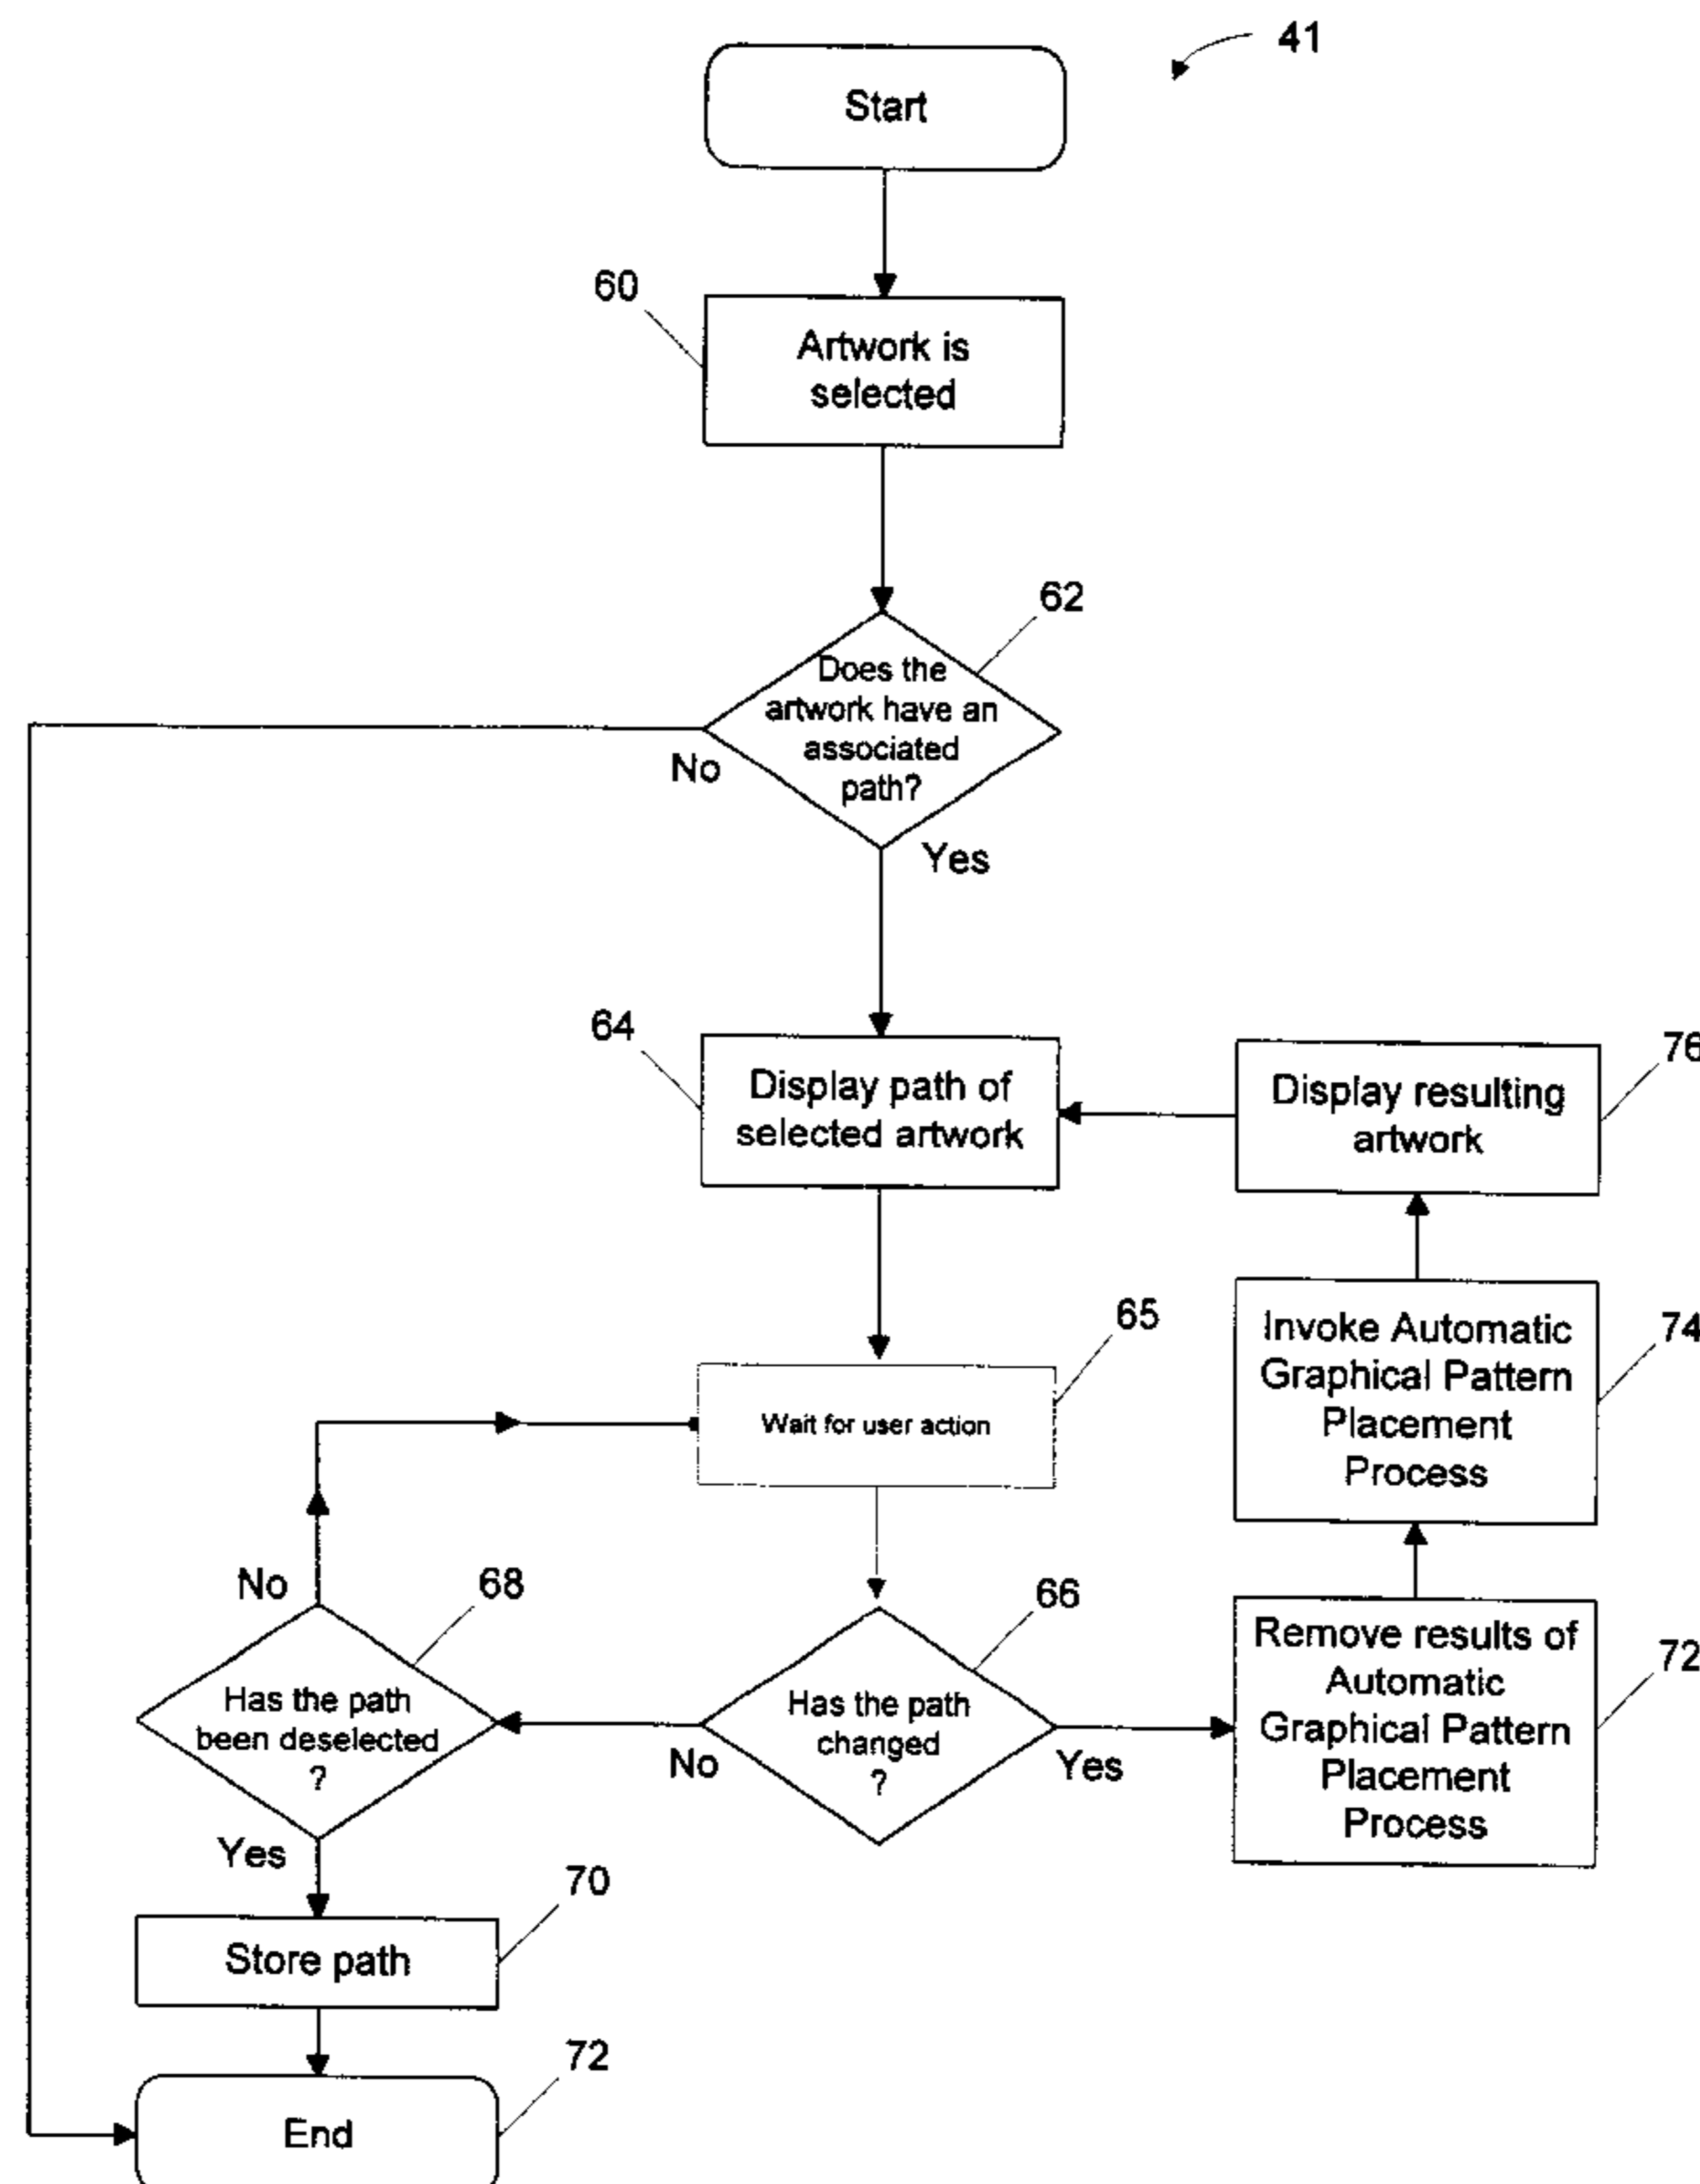 41
Start
60
Artwork is
selected
62
Does the
artwork have an
associated
path?
No
Yes
64
Display path of
selected artwork
76
Display resulting
artwork
65
Wait for user action
74
Invoke Automatic
Graphical Pattern
Placement
Process
No
68
Has the path
been deselected
?
66
Has the path
changed
?
No
Yes
72
Remove results of
Automatic
Graphical Pattern
Placement
Process
Yes
70
Store path
72
End